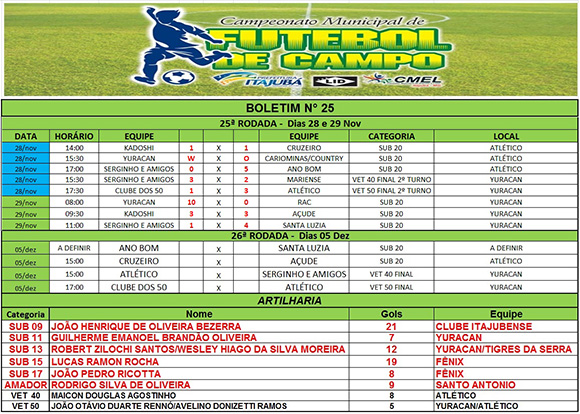 Campeonato Municipal de
FUTEBOL
DE CAMPO
PREFEITURA ITAJUBÁ LID CMEL
BOLETIM N° 25
25ª RODADA - Dias 28 e 29 Nov
DATA HORÁRIO EQUIPE X EQUIPE CATEGORIA LOCAL
28/nov 14:00 KADOSHI 1 X 1 CRUZEIRO SUB 20 ATLÉTICO
28/nov 15:30 YURACAN W X O CARIOMINAS/COUNTRY SUB 20 ATLÉTICO
28/nov 17:00 SERGINHO E AMIGOS 0 X 5 ANO BOM SUB 20 ATLÉTICO
28/nov 15:30 SERGINHO E AMIGOS 3 X 2 MARIENSE VET 40 FINAL 2º TURNO YURACAN
28/nov 17:30 CLUBE DOS 50 1 X 3 ATLÉTICO VET 50 FINAL 2º TURNO YURACAN
29/nov 08:00 YURACAN 10 X 0 RAC SUB 20 YURACAN
29/nov 09:30 KADOSHI 3 X 3 AÇUDE SUB 20 YURACAN
29/nov 11:00 SERGINHO E AMIGOS 1 X 4 SANTA LUZIA SUB 20 YURACAN
26ª RODADA - Dias 05 Dez
05/dez A DEFINIR ANO BOM X SANTA LUZIA SUB 20 A DEFINIR
05/dez 15:00 CRUZEIRO X AÇUDE SUB 20 ATLÉTICO
05/dez 15:00 ATLÉTICO X SERGINHO E AMIGOS VET 40 FINAL YURACAN
05/dez 17:00 CLUBE DOS 50 X ATLÉTICO VET 50 FINAL YURACAN
ARTILHARIA
Categoria Nome Gols Equipe
SUB 09 JOÃO HENRIQUE DE OLIVEIRA BEZERRA 21 CLUBE ITAJUBENSE
SUB 11 GUILHERME EMANOEL BRANDÃO OLIVEIRA 7 YURACAN
SUB 13 ROBERT ZILOCHI SANTOS/WESLEY HIAGO DA SILVA MOREIRA 12 YURACAN/TIGRES DA SERRA
SUB 15 LUCAS RAMON ROCHA 19 FÊNIX
SUB 17 JOÃO PEDRO RICOTTA 8 FÊNIX
AMADOR RODRIGO SILVA DE OLIVEIRA 9 SANTO ANTONIO
VET 40 MAICON DOUGLAS AGOSTINHO 8 ATLÉTICO
VET 50 JOÃO OTÁVIO DUARTE RENNÓ/AVELINO DONIZETTI RAMOS 5 YURACAN/ATLÉTICO